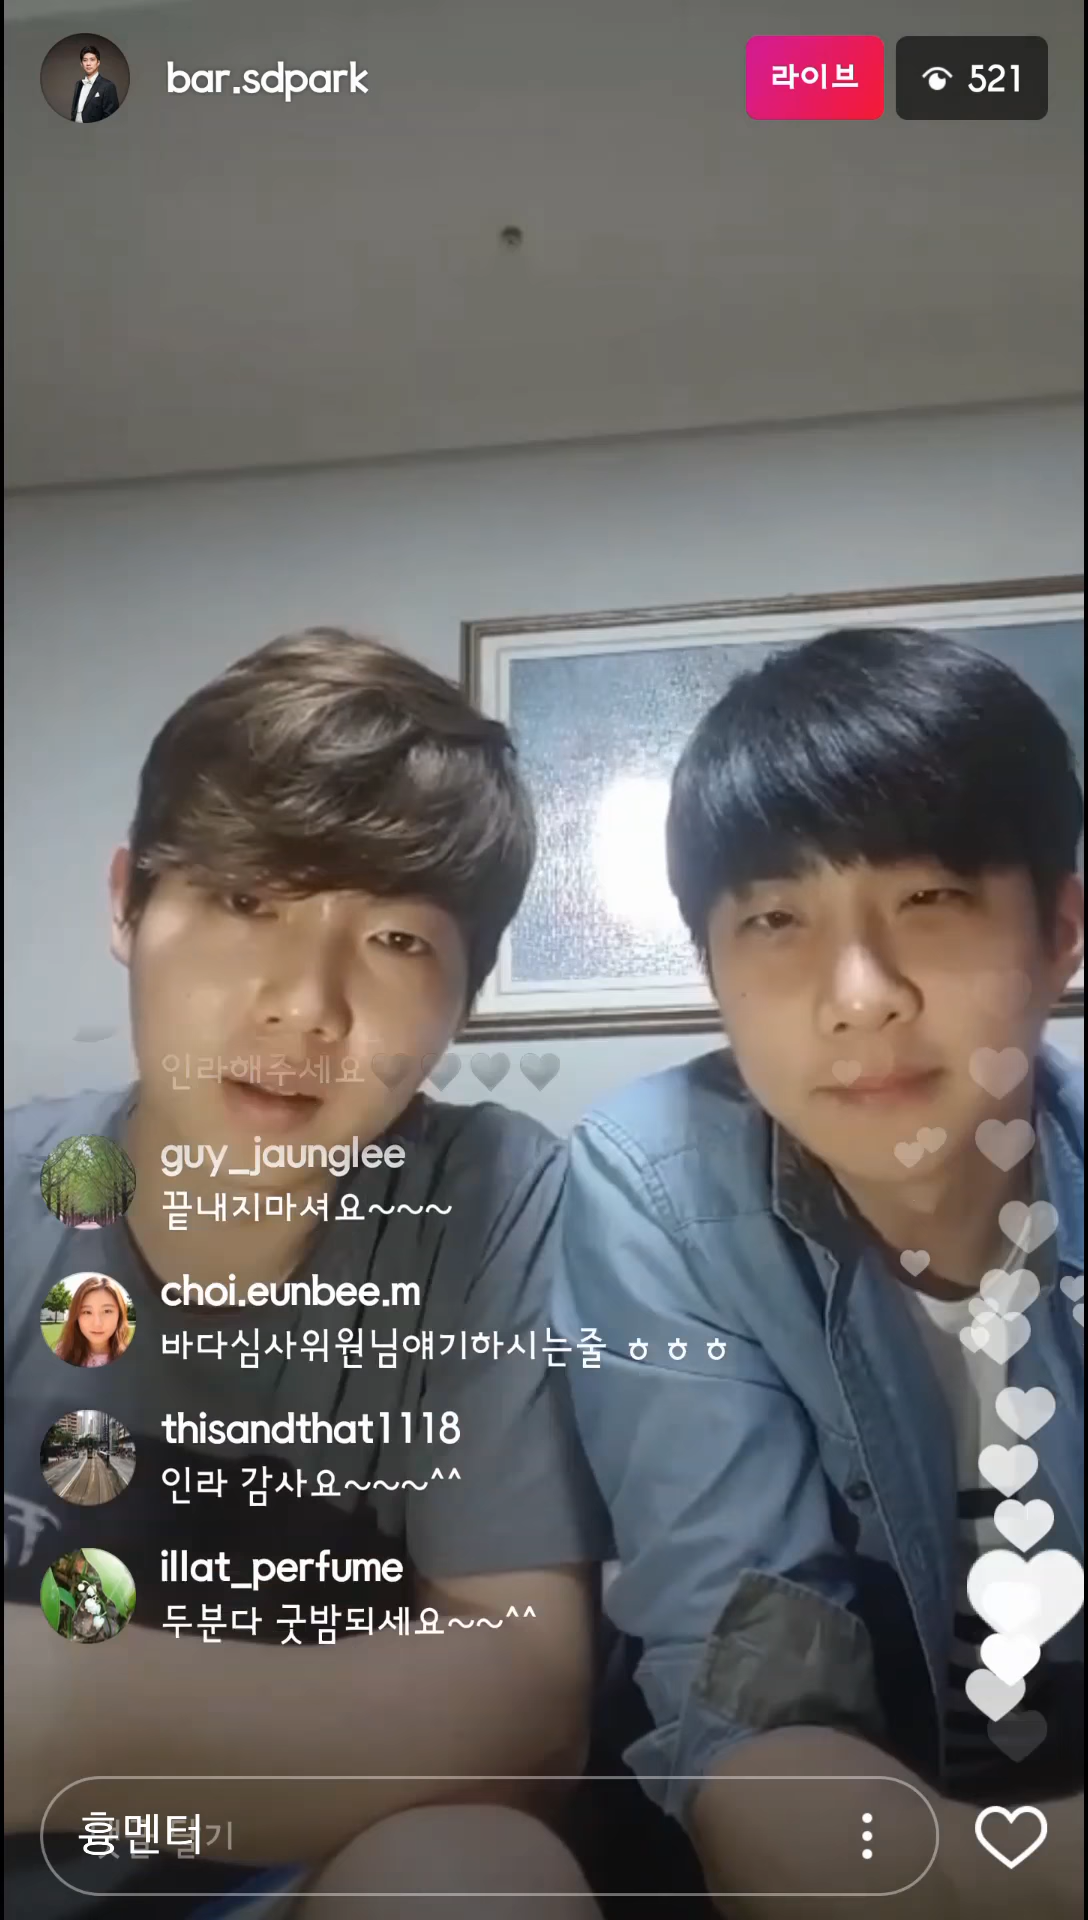 bar.sdpark
라이브
521
인라해주세요🖤🖤🖤🖤
guy_jaunglee
끝내지마셔요~~~
choi.eunbee.m
바다심사위원님얘기하시는줄 ㅎㅎㅎ
thisandthat1118
인라 감사요~~~^^
illat_perfume
두분다 굿밤되세요~~^^
흉멘터